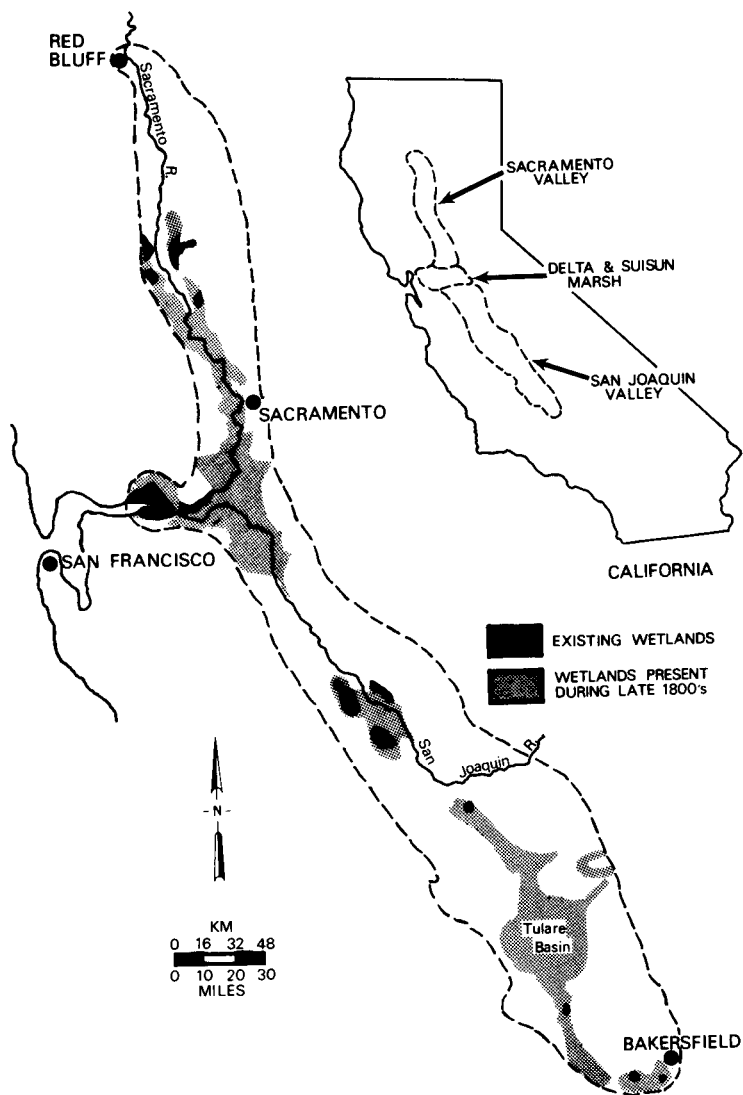 RED
BLUFF
Sacramento
R.
SACRAMENTO
VALLEY
DELTA & SUISUN
MARSH
SAN JOAQUIN
VALLEY
SACRAMENTO
SAN FRANCISCO
CALIFORNIA
EXISTING WETLANDS
WETLANDS PRESENT
DURING LATE 1800's
San
Joaquin
R.
-N-
KM
0 16 32 48
0 10 20 30
MILES
Tulare
Basin
BAKERSFIELD